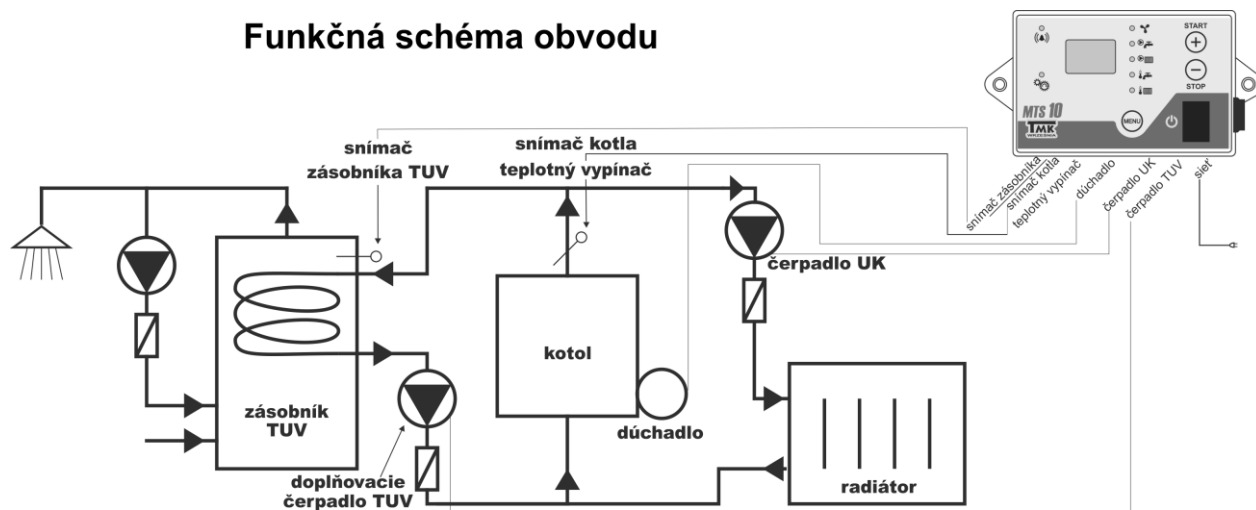 Funkčná schéma obvodu
START
STOP
MTS 10
TMK
WRZEŚNIA
MENU
snímač
zásobníka TUV
snímač kotla
teplotný vypínač
snímač zásobníka
snímač kotla
teplotný vypínač
dúchadlo
čerpadlo UK
čerpadlo TUV
sieť
čerpadlo UK
kotol
zásobník
TUV
dúchadlo
doplňovacie
čerpadlo TUV
radiátor